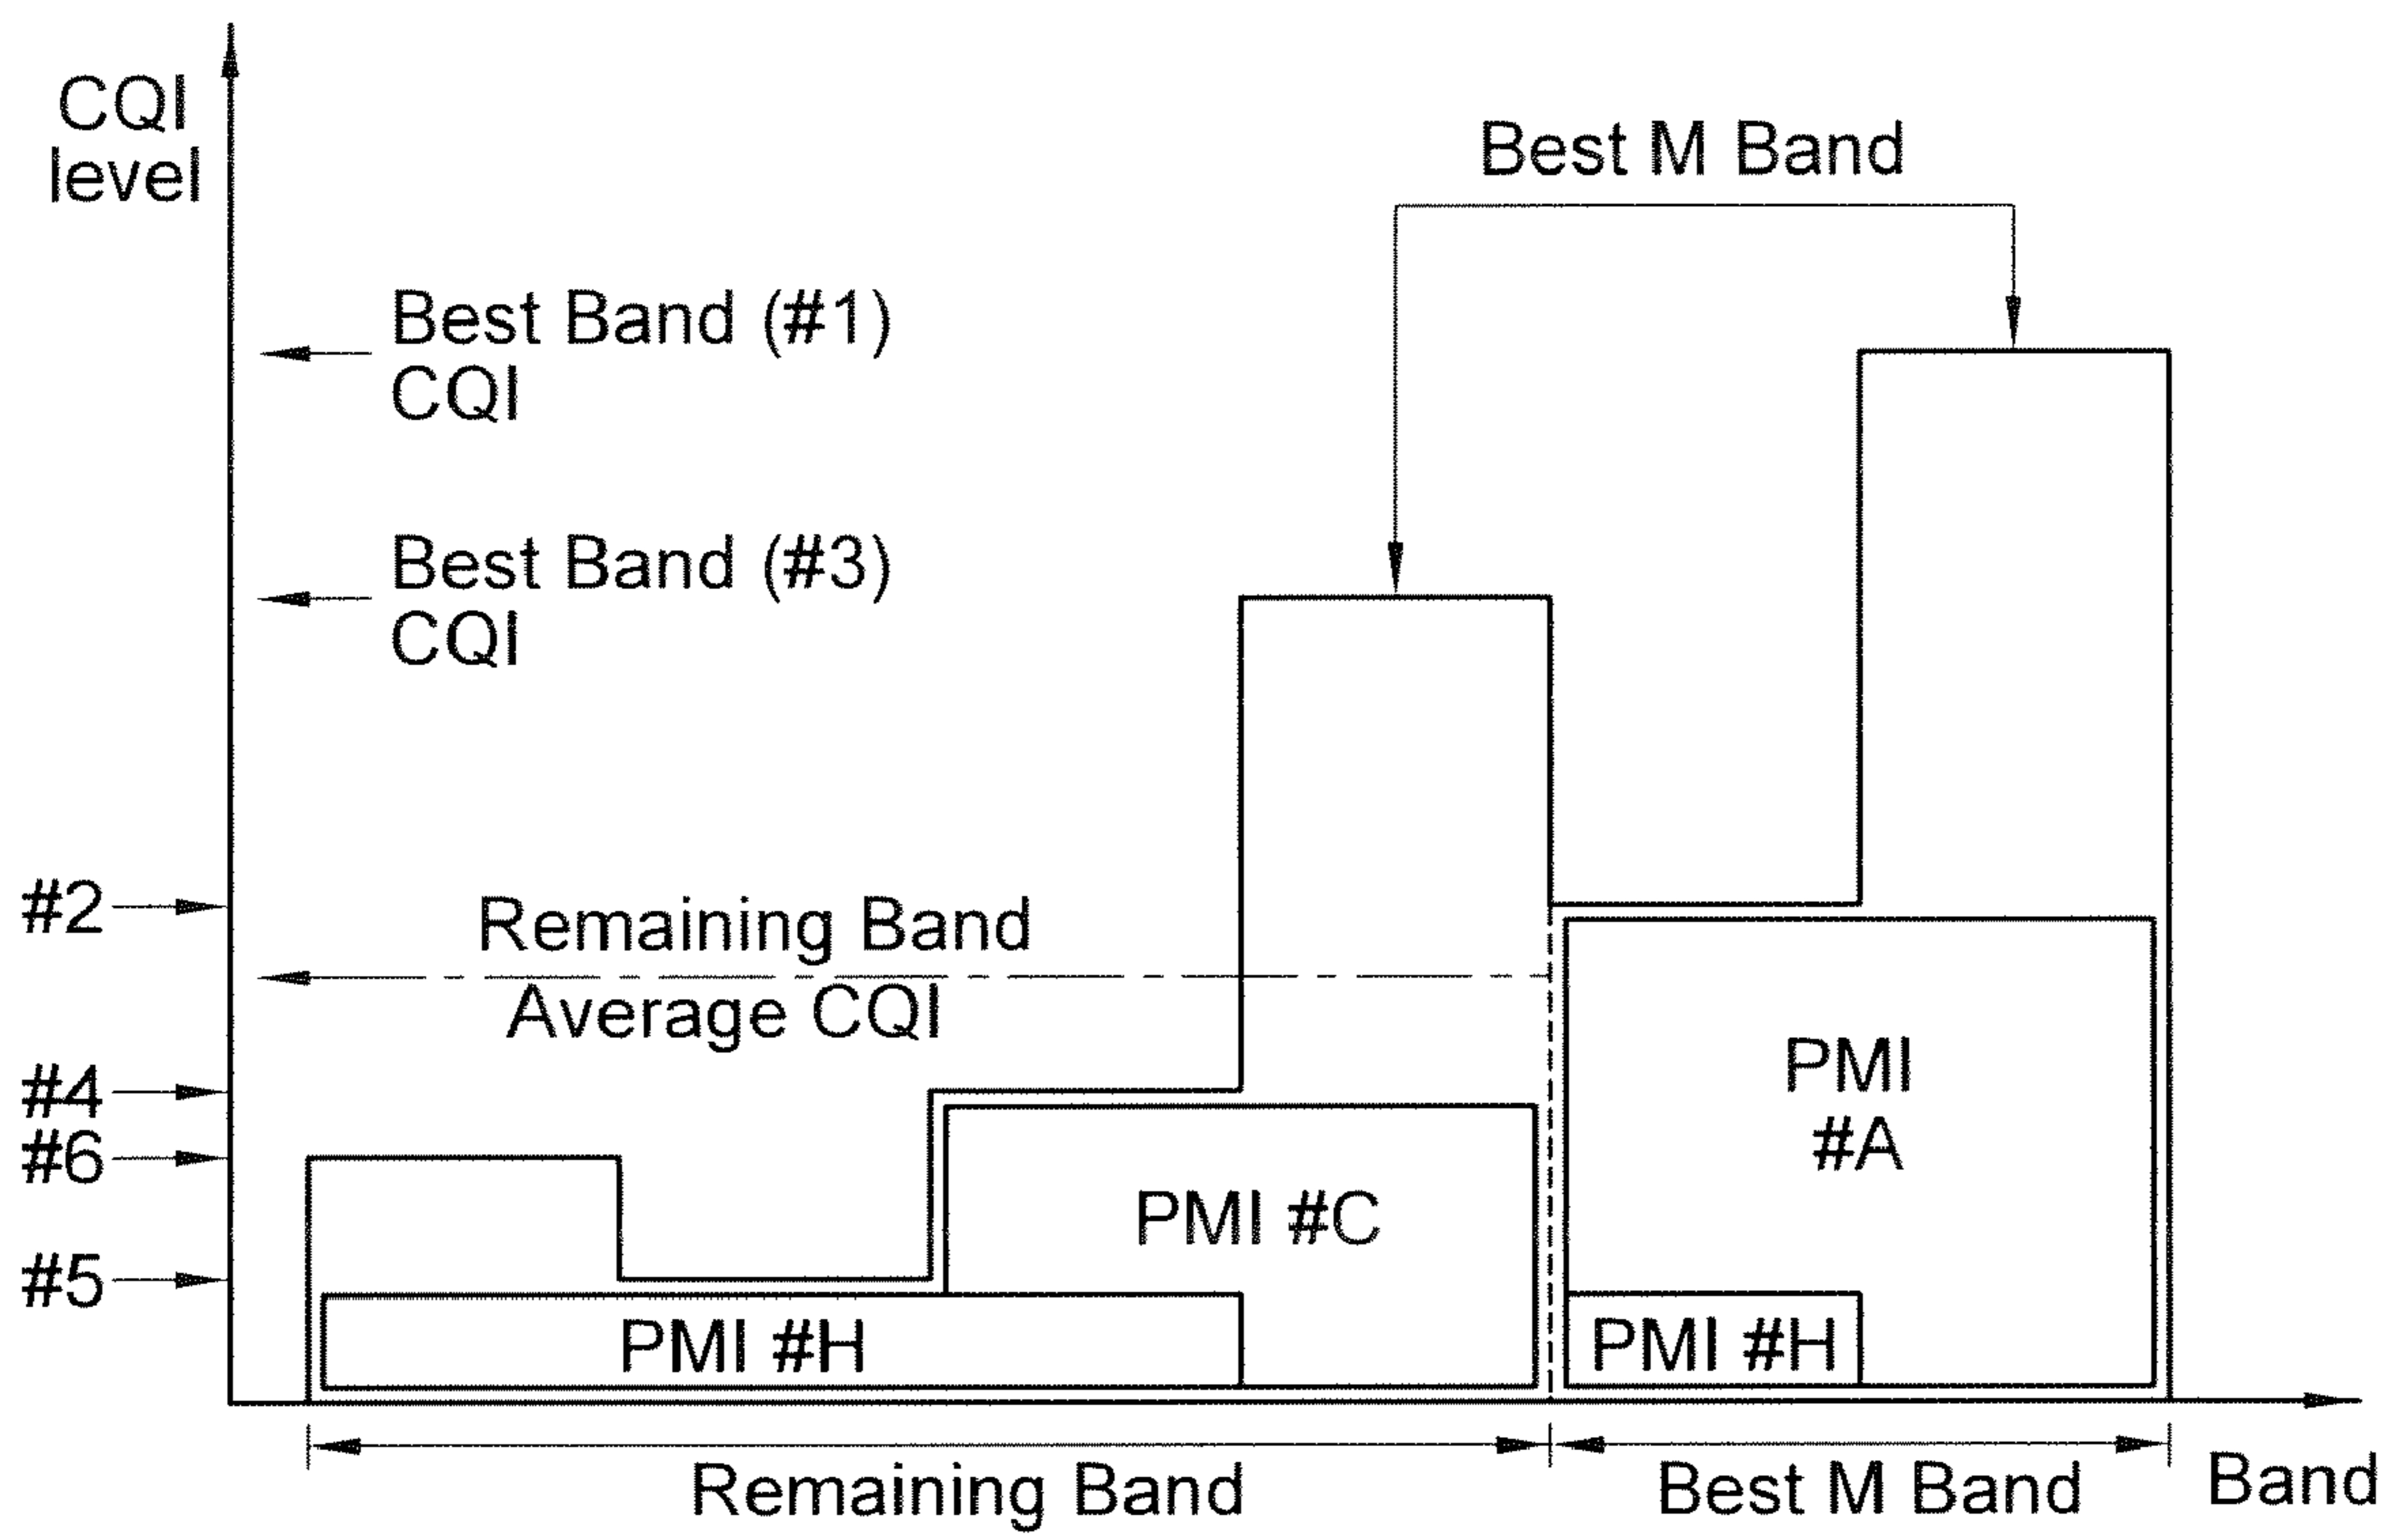 CQI
level
Best M Band
Best Band (#1)
CQI
Best Band (#3)
CQI
#2
Remaining Band
Average CQI
#4
#6
#5
PMI
#A
PMI #C
PMI #H
PMI #H
Remaining Band
Best M Band
Band